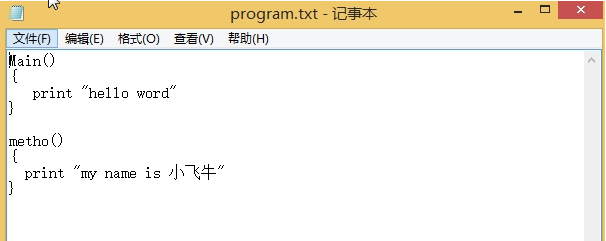 program.txt - 记事本
文件(F) 编辑(E) 格式(O) 查看(V) 帮助(H)
Main()
{
print "hello word"
}
metho()
{
print "my name is 小飞牛"
}